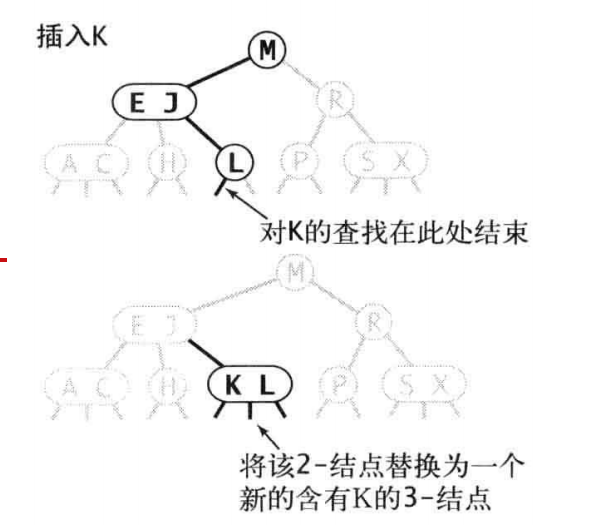 插入K
M
E J R
A C H L P S X
对K的查找在此处结束
M
E J R
A C H K L P S X
将该2-结点替换为一个
新的含有K的3-结点